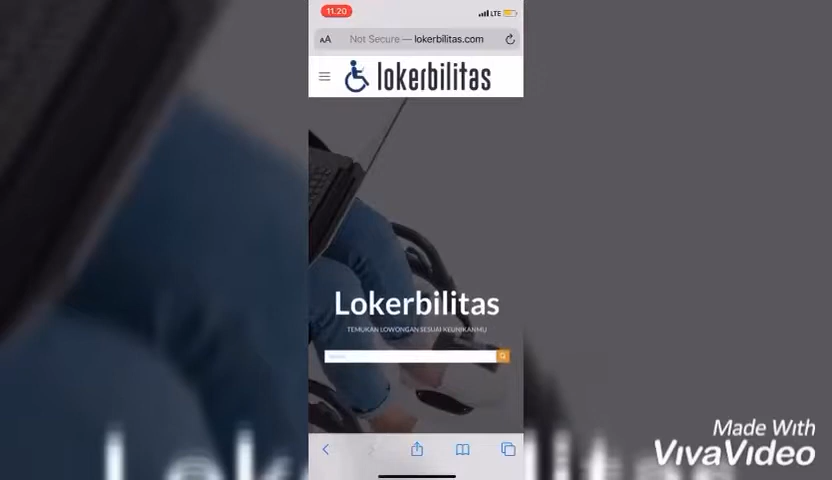 11.20
LTE
AA Not Secure — lokerbilitas.com
lokerbilitas
Lokerbilitas
TEMUKAN LOWONGAN SESUAI KEUNIKANMU
Made With
VivaVideo